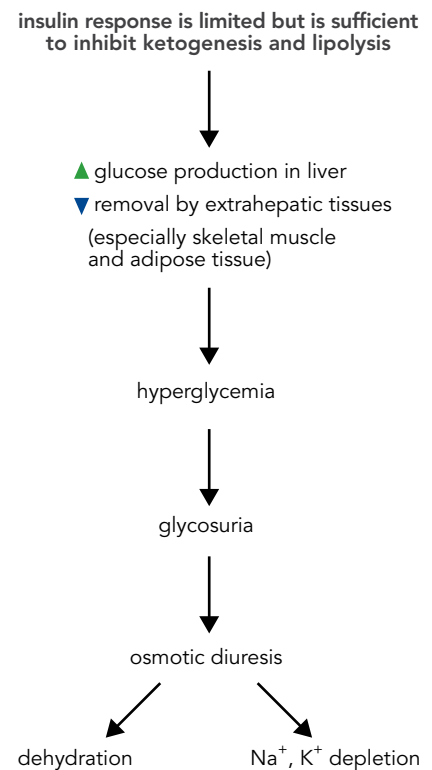 insulin response is limited but is sufficient
to inhibit ketogenesis and lipolysis
▲ glucose production in liver
▼ removal by extrahepatic tissues
(especially skeletal muscle
and adipose tissue)
hyperglycemia
glycosuria
osmotic diuresis
dehydration
Na⁺, K⁺ depletion